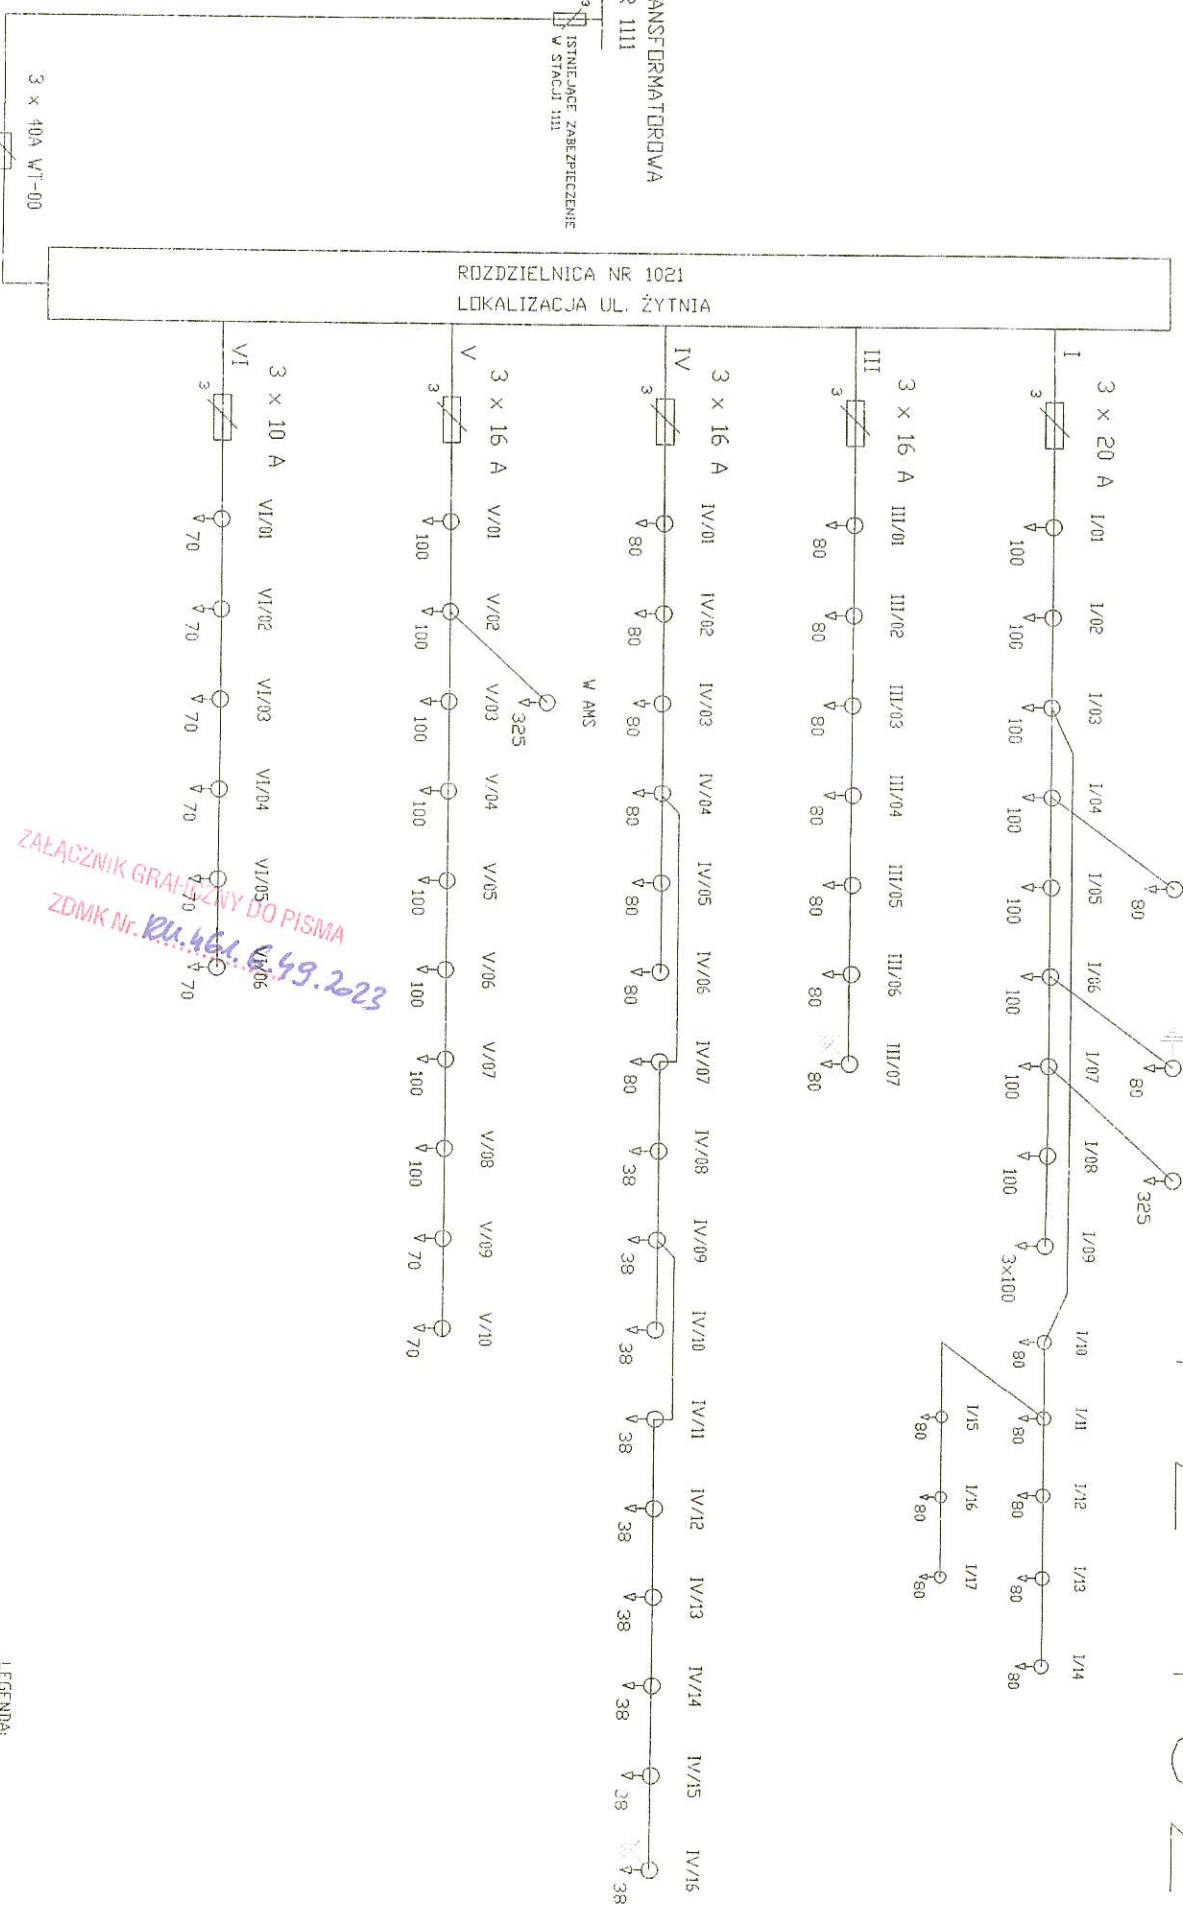 ANSFORMATOROWA
R 1111
3
ISTNIEJĄCE ZABEZPIECZENIE
W STACJI 1111
3 x 40A WT-00
ROZDZIELNICA NR 1021
LOKALIZACJA UL. ŻYTNIA
I
3 x 20 A
3
I/01
I/02
I/03
I/04
I/05
I/06
I/07
I/08
I/09
I/10
I/11
I/12
I/13
I/14
100
100
100
100
100
100
100
100
3x100
80
80
80
80
80
80
80
325
I/15
I/16
I/17
80
80
80
III
3 x 16 A
3
III/01
III/02
III/03
III/04
III/05
III/06
III/07
80
80
80
80
80
80
80
IV
3 x 16 A
3
IV/01
IV/02
IV/03
IV/04
IV/05
IV/06
IV/07
IV/08
IV/09
IV/10
IV/11
IV/12
IV/13
IV/14
IV/15
IV/16
80
80
80
80
80
80
80
38
38
38
38
38
38
38
38
38
W AMS
325
V
3 x 16 A
3
V/01
V/02
V/03
V/04
V/05
V/06
V/07
V/08
V/09
V/10
100
100
100
100
100
100
100
100
70
70
VI
3 x 10 A
3
VI/01
VI/02
VI/03
VI/04
VI/05
VI/06
70
70
70
70
70
70
ZAŁĄCZNIK GRAFICZNY DO PISMA
ZDMK Nr. RU.461.6.49.2023
LEGENDA: